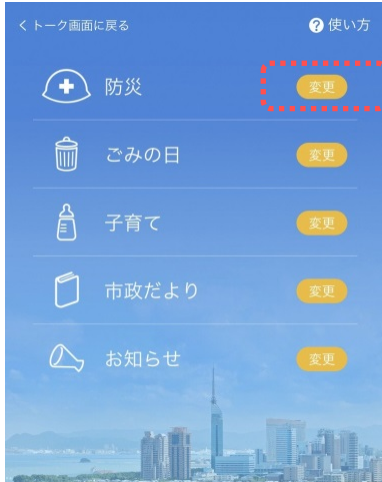 < トーク画面に戻る
? 使い方
防災 変更
ごみの日 変更
子育て 変更
市政だより 変更
お知らせ 変更